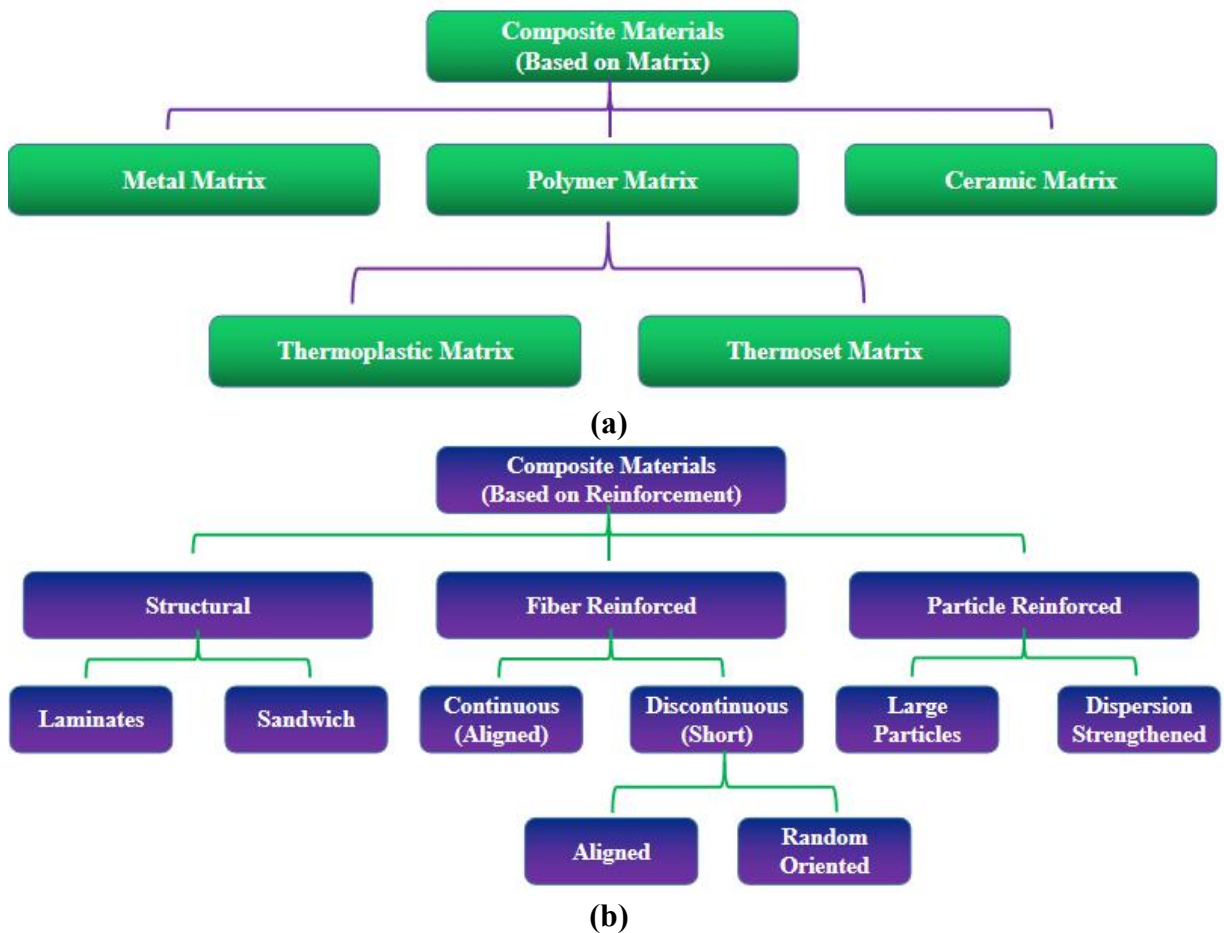 Composite Materials
(Based on Matrix)
Metal Matrix
Polymer Matrix
Ceramic Matrix
Thermoplastic Matrix
Thermoset Matrix
(a)
Composite Materials
(Based on Reinforcement)
Structural
Fiber Reinforced
Particle Reinforced
Laminates
Sandwich
Continuous
(Aligned)
Discontinuous
(Short)
Large
Particles
Dispersion
Strengthened
Aligned
Random
Oriented
(b)